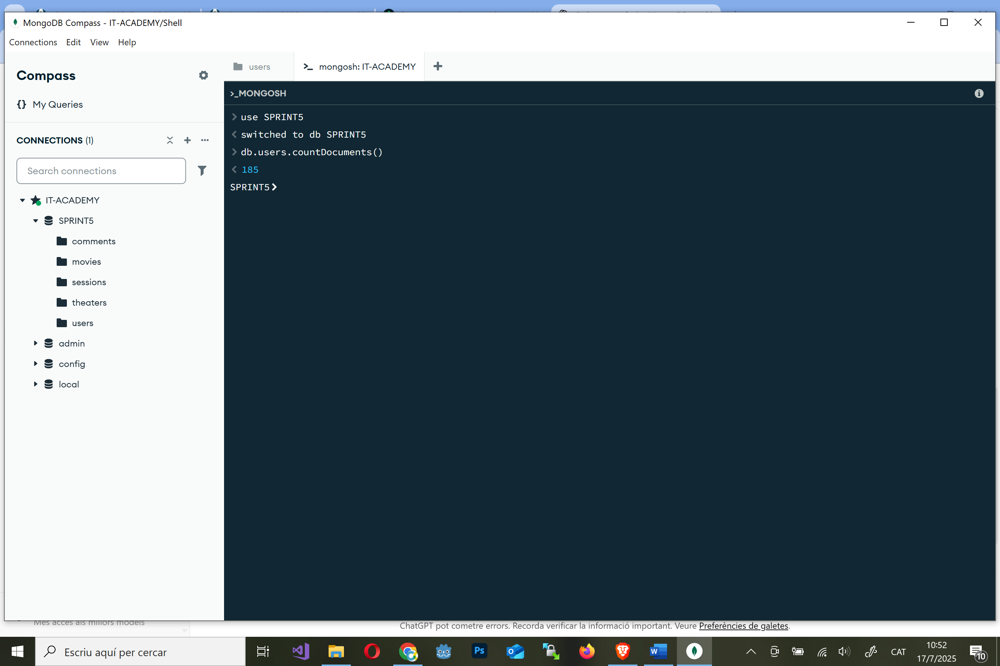 MongoDB Compass - IT-ACADEMY/Shell
Connections Edit View Help
Compass
{} My Queries
CONNECTIONS (1)
Search connections
IT-ACADEMY
SPRINT5
comments
movies
sessions
theaters
users
admin
config
local
users
>_ mongosh: IT-ACADEMY
>_MONGOSH
> use SPRINT5
< switched to db SPRINT5
> db.users.countDocuments()
< 185
SPRINT5>
Més accés als millors models
ChatGPT pot cometre errors. Recorda verificar la informació important. Veure Preferències de galetes.
Escriu aquí per cercar
Ps
CAT
10:52
17/7/2025
10